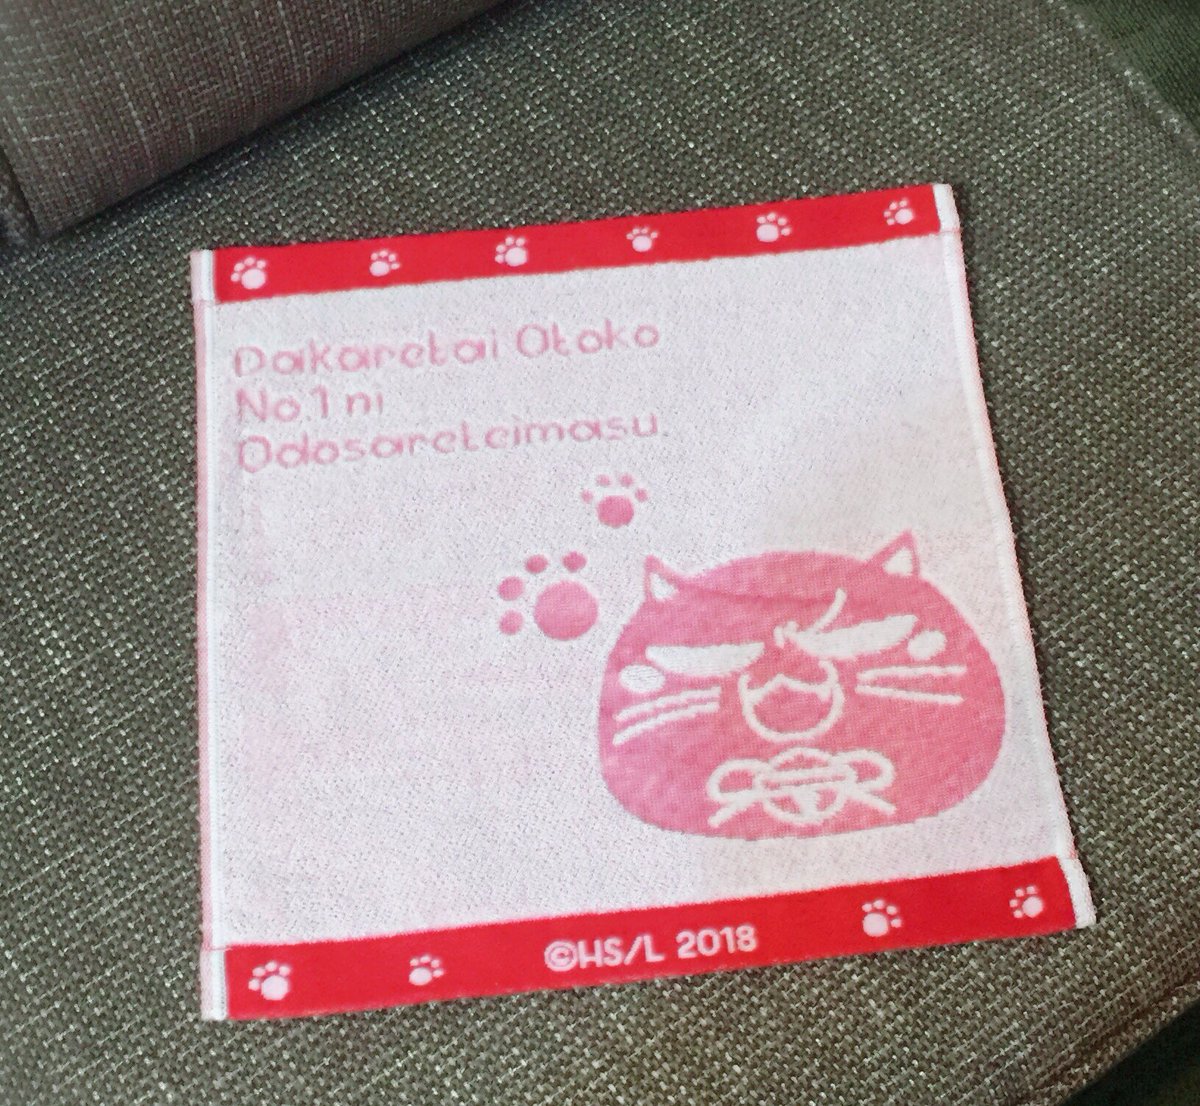 Dakaretai Otoko
No.1 ni
Odosareteimasu.
©HS/L 2018